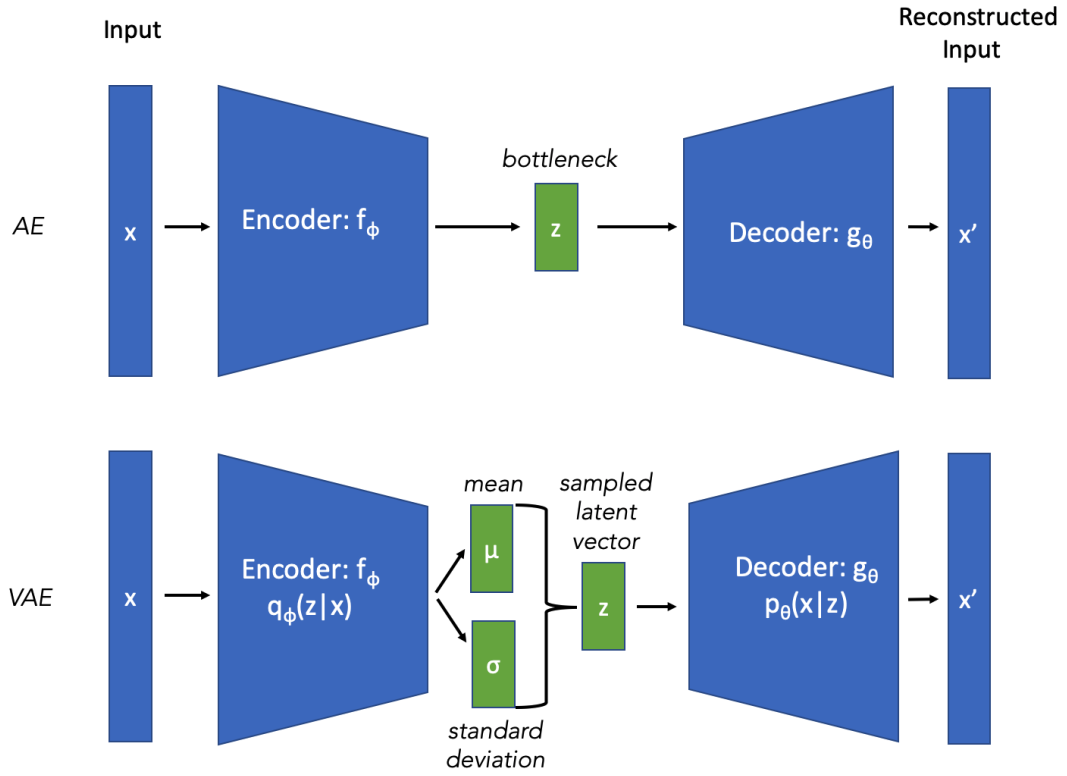 Input
Reconstructed
Input
AE
x
Encoder: fϕ
bottleneck
z
Decoder: gθ
x’
VAE
x
Encoder: fϕ
qϕ(z|x)
mean
μ
σ
standard
deviation
sampled
latent
vector
z
Decoder: gθ
pθ(x|z)
x’